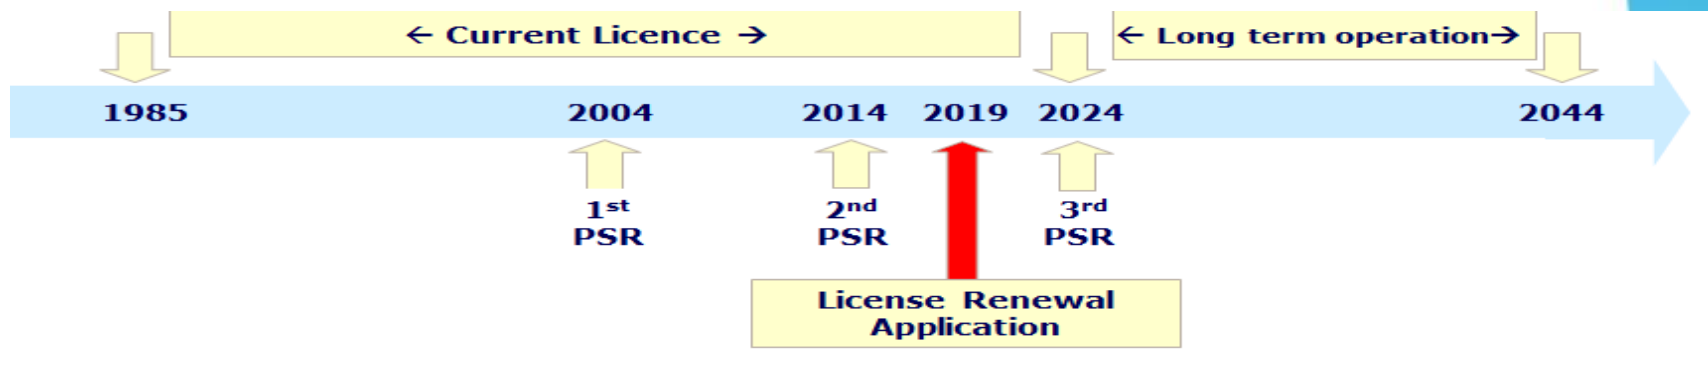 ← Current Licence →
← Long term operation→
1985 2004 2014 2019 2024 2044
1st PSR
2nd PSR
3rd PSR
License Renewal
Application